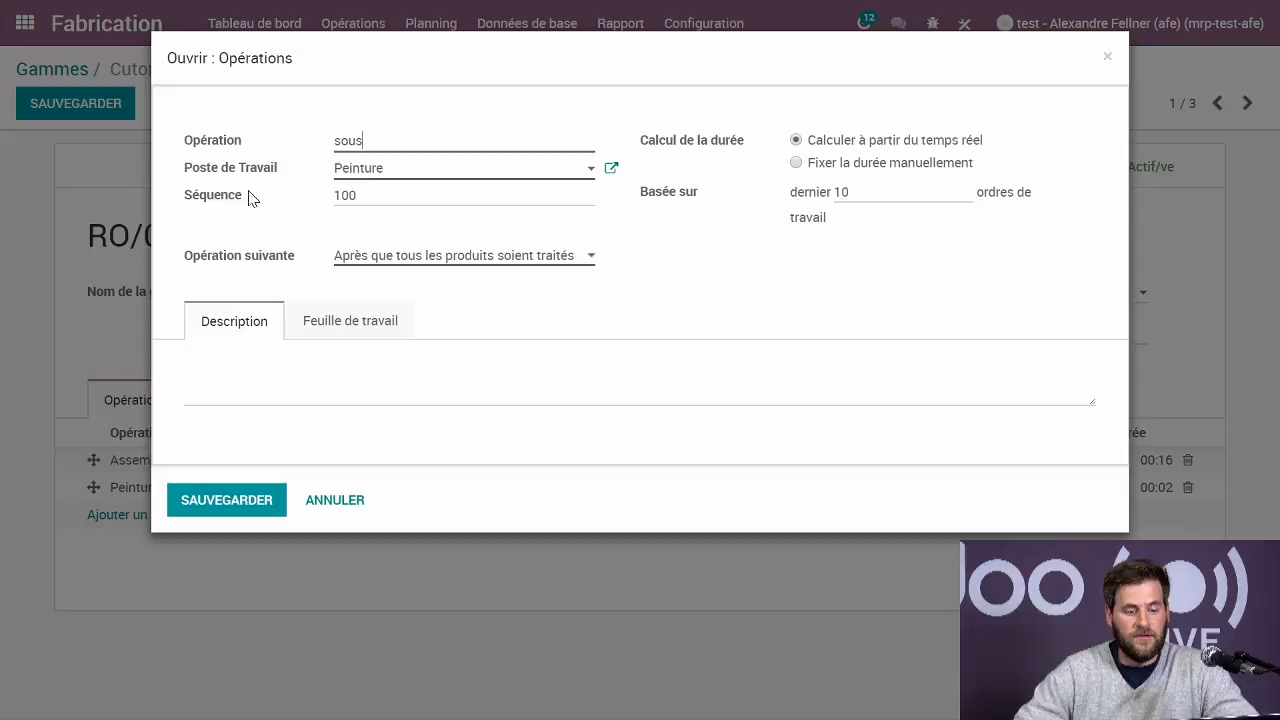 Fabrication Tableau de bord Opérations Planning Données de base Rapport Configuration 12 test - Alexandre Fellner (afe) (mrp-test-afe)
Ouvrir : Opérations ×
Gammes / Cuto
SAUVEGARDER 1 / 3
Opération sous
Calcul de la durée Calculer à partir du temps réel
Poste de Travail Peinture
Fixer la durée manuellement
Actif/ve
Séquence 100
Basée sur dernier 10 ordres de
travail
RO/
Opération suivante Après que tous les produits soient traités
Nom de la
Description Feuille de travail
Opératio
Opérati rée
Assem 00:16
Peintur 00:02
Ajouter un
SAUVEGARDER ANNULER